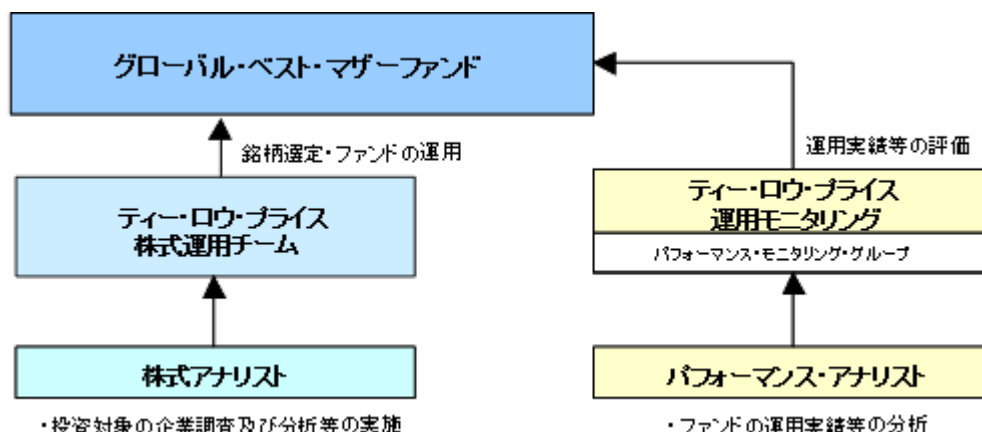 グローバル・ベスト・マザーファンド
銘柄選定・ファンドの運用
運用実績等の評価
ティー・ロウ・プライス
株式運用チーム
ティー・ロウ・プライス
運用モニタリング
パフォーマンス・モニタリング・グループ
株式アナリスト
パフォーマンス・アナリスト
・投資対象の企業調査及び分析等の実施
・ファンドの運用実績等の分析